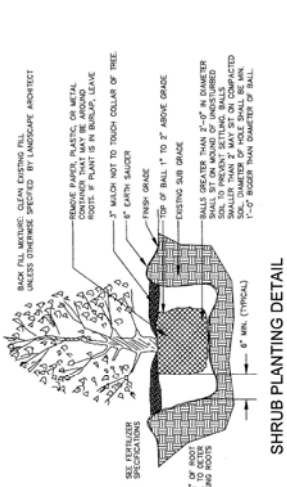 BACK FILL MIXTURE: CLEAN EXISTING FILL
UNLESS OTHERWISE SPECIFIED BY LANDSCAPE ARCHITECT
REMOVE PAPER, PLASTIC, OR METAL
CONTAINER THAT MAY BE AROUND
ROOTS. IF PLANT IS IN BURLAP, LEAVE
3" MULCH NOT TO TOUCH COLLAR OF TREE.
6" EARTH SAUCER
FINISH GRADE
TOP OF BALL 1" TO 2" ABOVE GRADE
EXISTING SUB GRADE
BALLS GREATER THAN 2'-0" IN DIAMETER
SHALL SIT ON MOUND OF UNDISTURBED
SOIL TO PREVENT SETLING. BALLS
SMALLER THAN 2' MAY SIT ON COMPACTED
SOIL. DIAMETER OF HOLE SHALL BE MIN.
1'-0" BIGGER THAN DIAMETER OF BALL.
SEE FERTILIZER
SPECIFICATIONS
" OF ROOT
TO DETER
NG ROOTS
6" MIN. (TYPICAL)
SHRUB PLANTING DETAIL